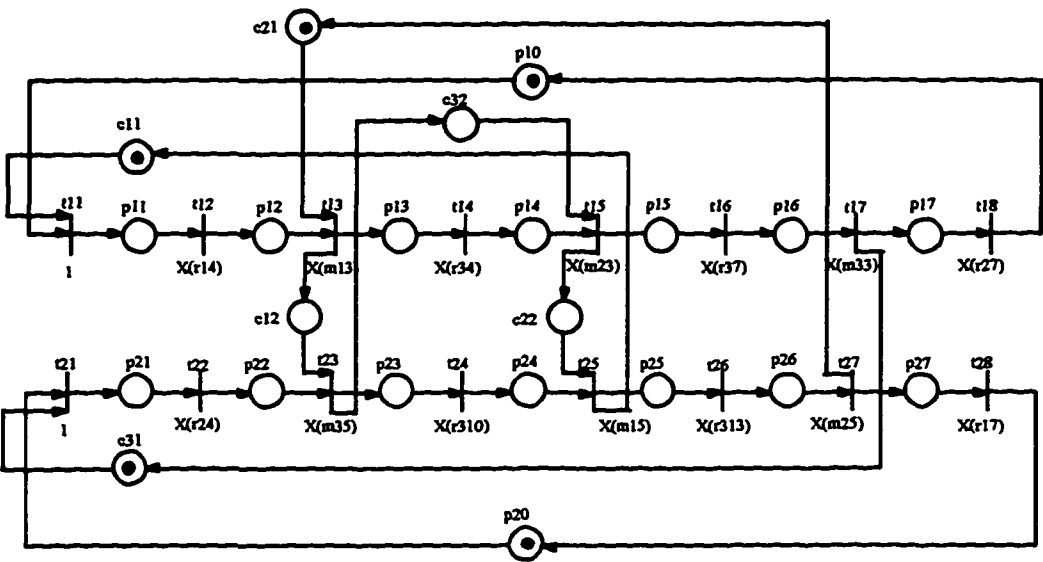 c21
p10
c32
c11
t11 p11 t12 p12 t13 p13 t14 p14 t15 p15 t16 p16 t17 p17 t18
1 X(r14) X(m13 X(r34) X(m23) X(r37) X(m33) X(r27)
c12 c22
t21 p21 t22 p22 t23 p23 t24 p24 t25 p25 t26 p26 t27 p27 t28
1 X(r24) X(m35) X(r310) X(m15) X(r313) X(m25) X(r17)
c31
p20